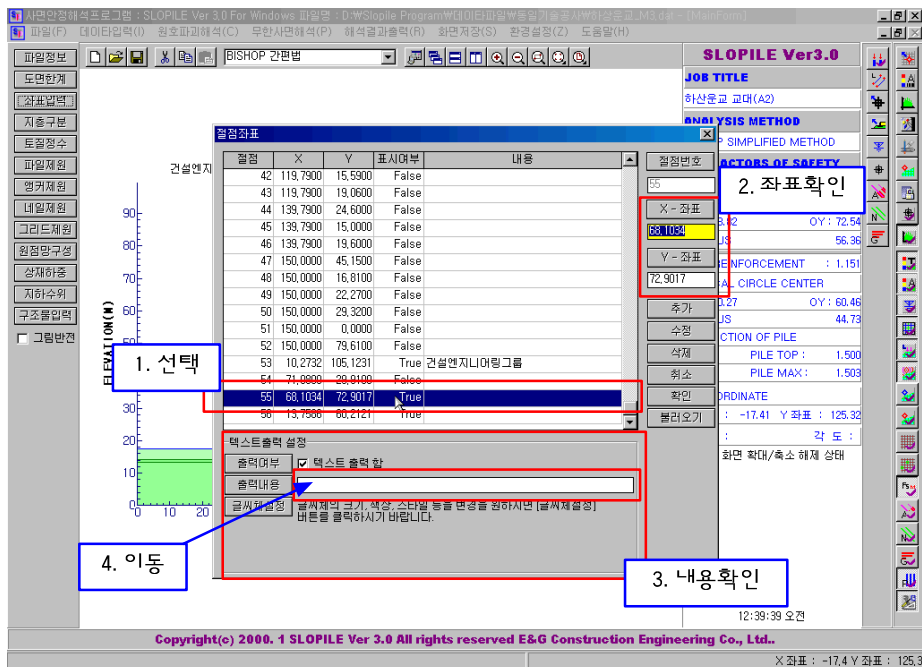 사면안정해석프로그램 : SLOPILE Ver 3,0 For Windows 파일명 : D:\Slopile Program\데이타파일\동일기술공사\하산운교_M3.dat - [MainForm]
파일(F) 데이타입력(I) 원호파괴해석(C) 무한사면해석(P) 해석결과출력(R) 화면저장(S) 환경설정(Z) 도움말(H)
파일정보
도면한계
좌표입력
지층구분
토질정수
파일제원
앵커제원
네일제원
그리드제원
원점망구성
상재하중
지하수위
구조물입력
그림반전
BISHOP 간편법
건설엔지
ELEVATION(M)
90
80
70
60
30
20
10
0
0 10 20
절점좌표
절점 X Y 표시여부 내용
42 119,7900 15,5900 False
43 119,7900 19,0600 False
44 139,7900 24,6000 False
45 139,7900 15,0000 False
46 139,7900 19,6000 False
47 150,0000 45,1500 False
48 150,0000 16,8100 False
49 150,0000 22,2700 False
50 150,0000 29,3200 False
51 150,0000 0,0000 False
52 150,0000 79,6100 False
53 10,2732 105,1231 True 건설엔지니어링그룹
54 False
55 68,1034 72,9017 True
56 13,7568 60,2121 True
절점번호
55
X - 좌표
68,1034
Y - 좌표
72,9017
추가
수정
삭제
취소
확인
불러오기
텍스트출력 설정
출력여부 텍스트 출력 함
출력내용
글씨체설정 글씨체의 크기, 색상, 스타일 등을 변경을 원하시면 [글씨체설정]
버튼를 클릭하시기 바랍니다.
1. 선택
2. 좌표확인
3. 내용확인
4. 이동
SLOPILE Ver3.0
JOB TITLE
하산운교 교대(A2)
ANALYSIS METHOD
SIMPLIFIED METHOD
FACTORS OF SAFETY
OY : 72.54
56.36
: 1.151
CIRCLE CENTER
OY : 60.46
44.73
OF PILE
PILE TOP : 1.500
PILE MAX : 1.503
: -17.41 Y 좌표 : 125.32
: 각 도 :
화면 확대/축소 해제 상태
12:39:39 오전
Copyright(c) 2000. 1 SLOPILE Ver 3.0 All rights reserved E&G Construction Engineering Co., Ltd..
X 좌표 : -17,4 Y 좌표 : 125,3